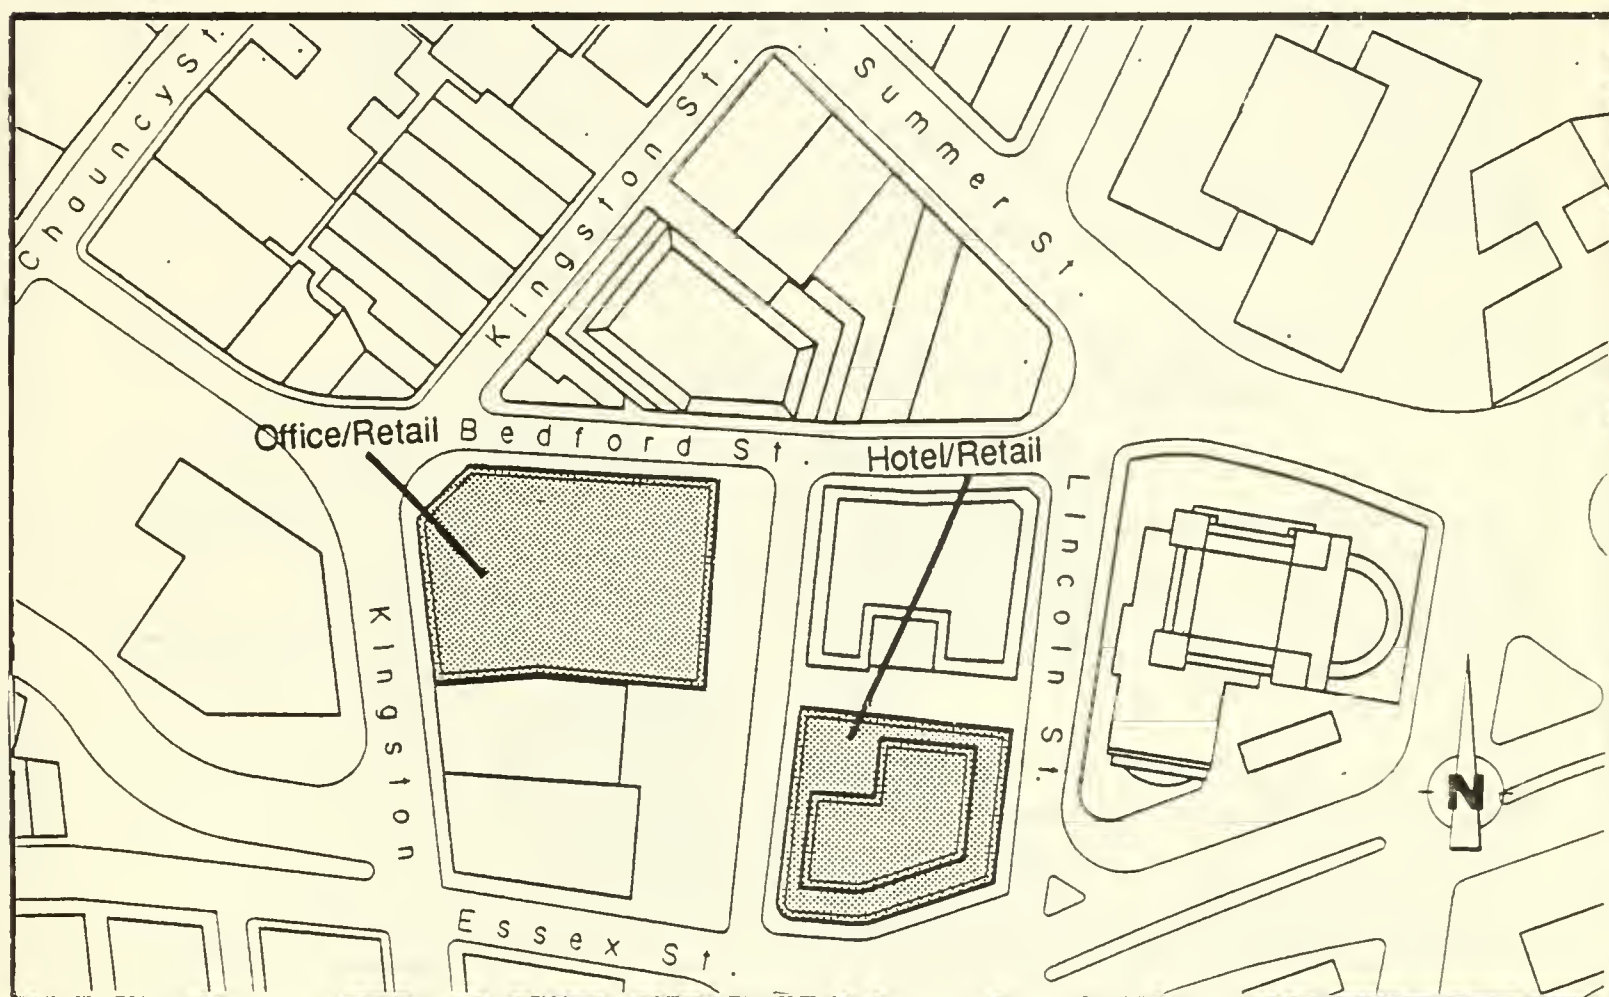 Chauncy St.
Kingston St.
Summer St.
Office/Retail
Bedford St.
Hotel/Retail
Lincoln St.
Kingston
N
Essex St.